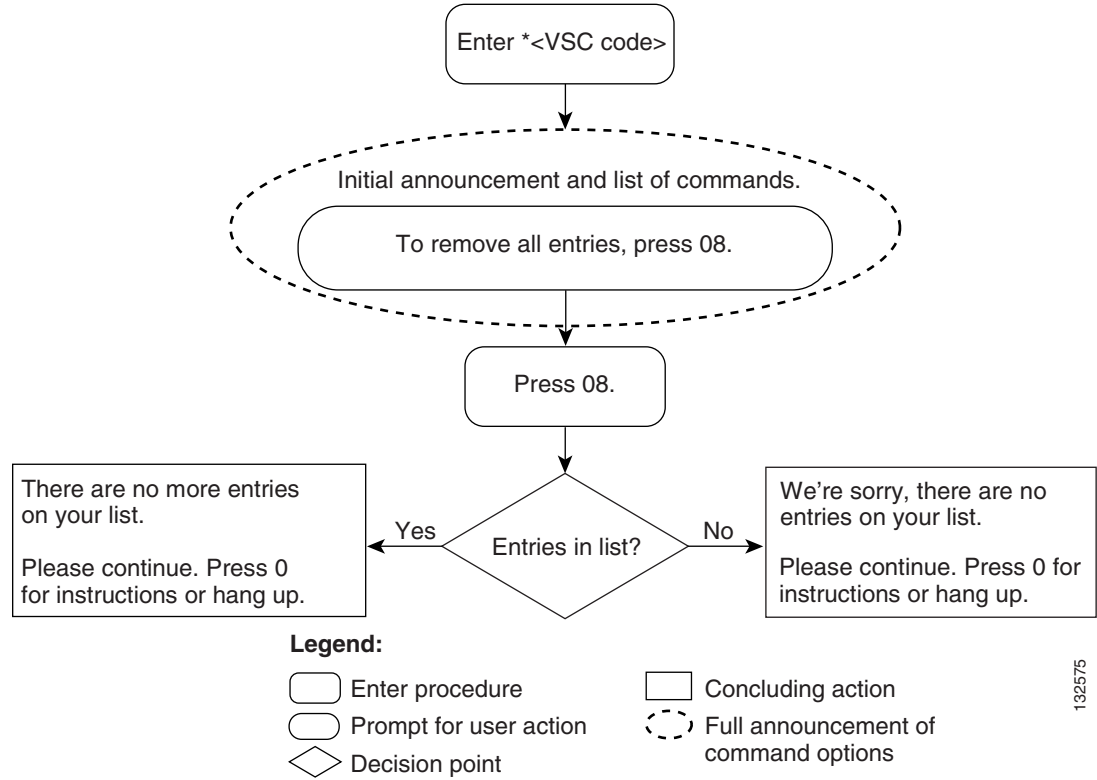 Enter *<VSC code>
Initial announcement and list of commands.
To remove all entries, press 08.
Press 08.
There are no more entries
on your list.
Please continue. Press 0
for instructions or hang up.
Yes
Entries in list?
No
We're sorry, there are no
entries on your list.
Please continue. Press 0 for
instructions or hang up.
Legend:
Enter procedure
Prompt for user action
Decision point
Concluding action
Full announcement of
command options
132575